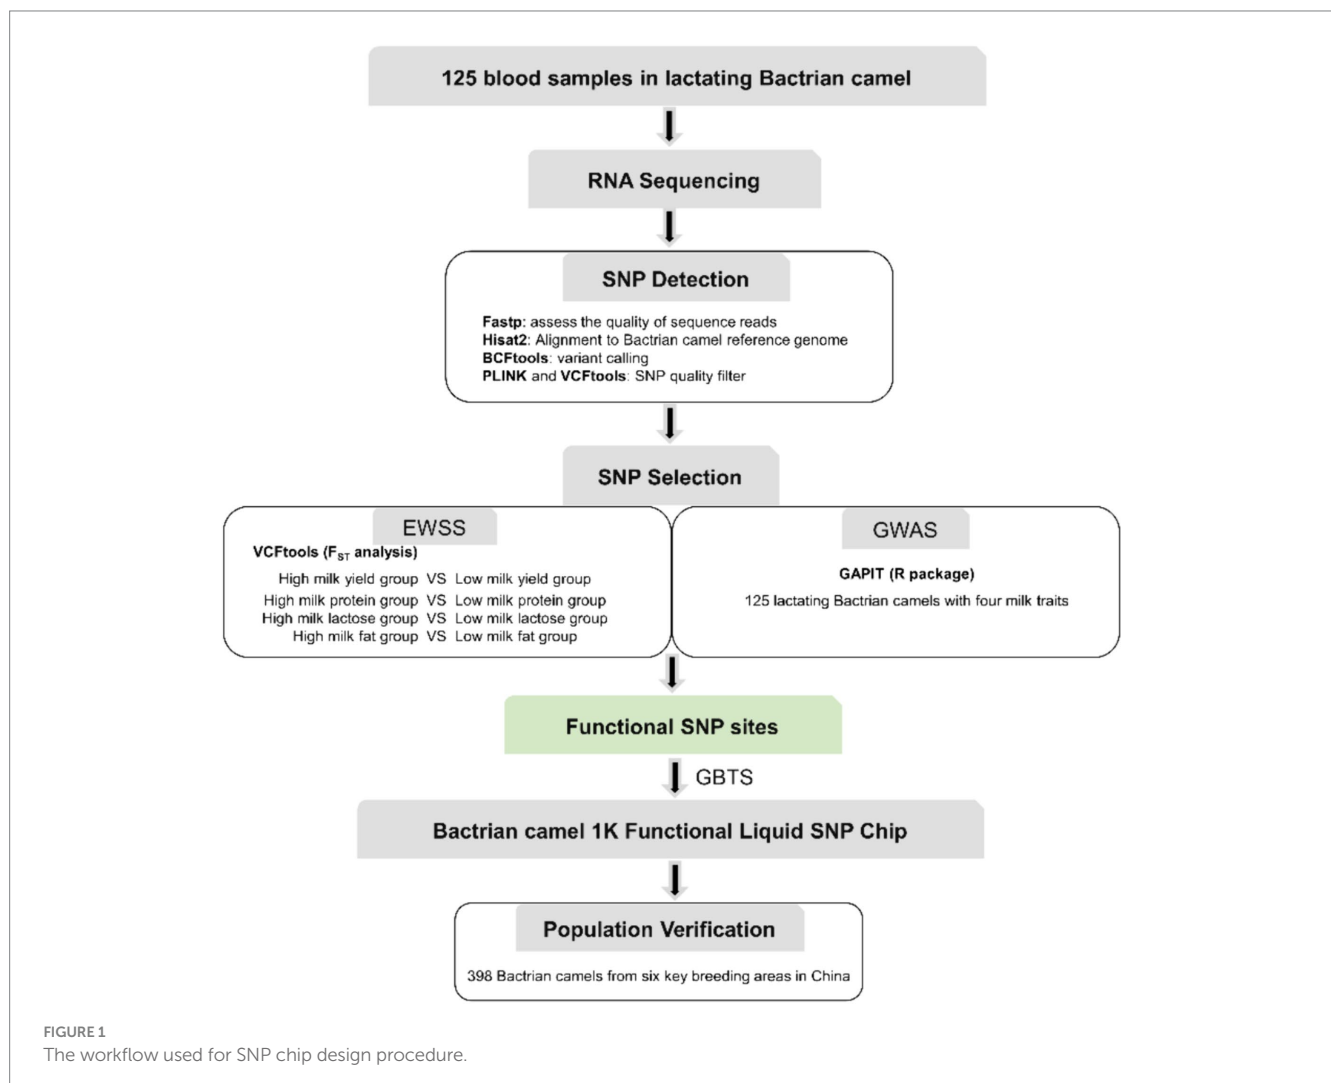 125 blood samples in lactating Bactrian camel
RNA Sequencing
SNP Detection
Fastp: assess the quality of sequence reads
Hisat2: Alignment to Bactrian camel reference genome
BCFtools: variant calling
PLINK and VCFtools: SNP quality filter
SNP Selection
EWSS
VCFtools (FST analysis)
High milk yield group VS Low milk yield group
High milk protein group VS Low milk protein group
High milk lactose group VS Low milk lactose group
High milk fat group VS Low milk fat group
GWAS
GAPIT (R package)
125 lactating Bactrian camels with four milk traits
Functional SNP sites
GBTS
Bactrian camel 1K Functional Liquid SNP Chip
Population Verification
398 Bactrian camels from six key breeding areas in China
FIGURE 1
The workflow used for SNP chip design procedure.